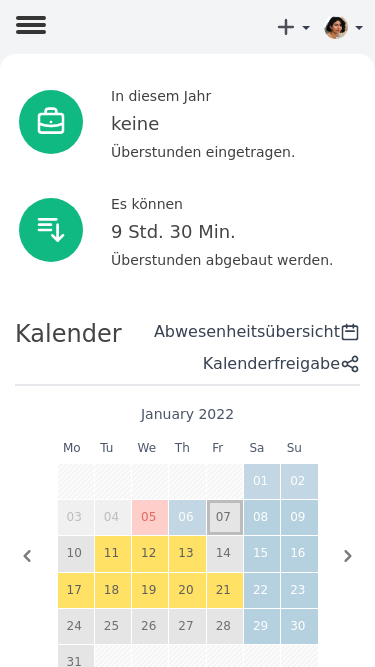 In diesem Jahr
keine
Überstunden eingetragen.
Es können
9 Std. 30 Min.
Überstunden abgebaut werden.
Kalender
Abwesenheitsübersicht
Kalenderfreigabe
January 2022
Mo Tu We Th Fr Sa Su
01 02
03 04 05 06 07 08 09
10 11 12 13 14 15 16
17 18 19 20 21 22 23
24 25 26 27 28 29 30
31